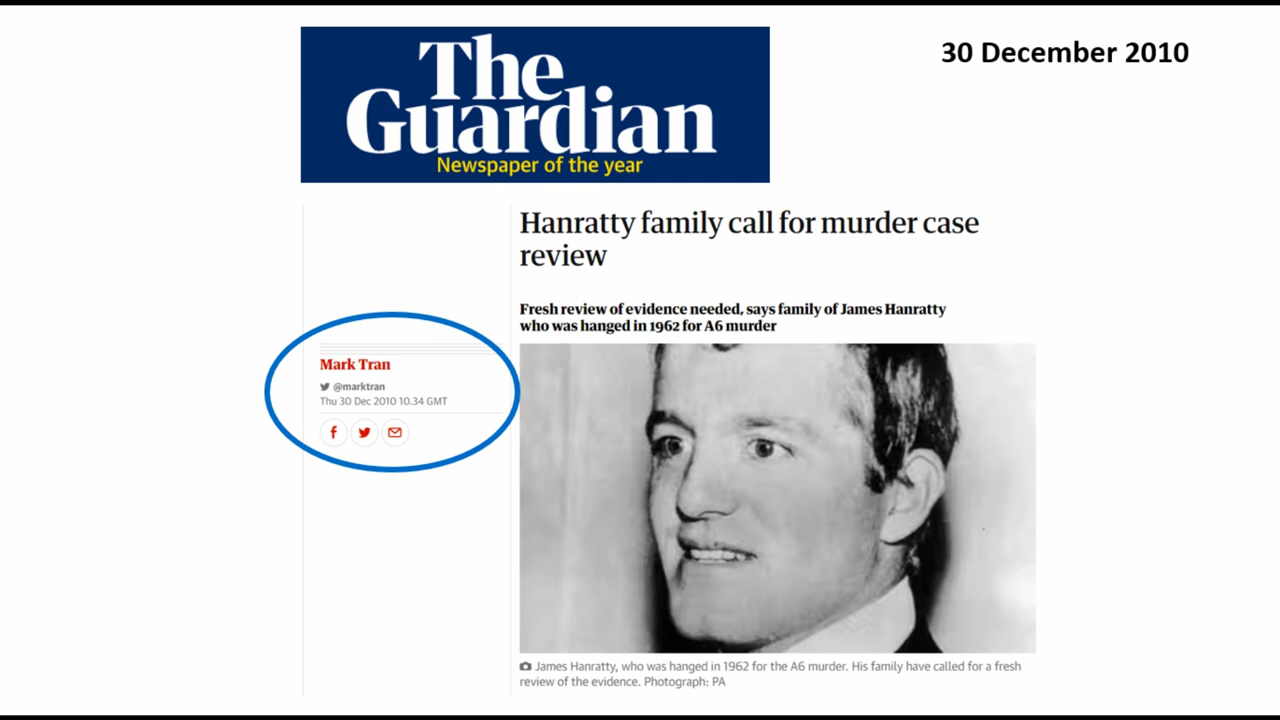 The
Guardian
Newspaper of the year
30 December 2010
Hanratty family call for murder case
review
Fresh review of evidence needed, says family of James Hanratty
who was hanged in 1962 for A6 murder
Mark Tran
@marktran
Thu 30 Dec 2010 10.34 GMT
James Hanratty, who was hanged in 1962 for the A6 murder. His family have called for a fresh
review of the evidence. Photograph: PA